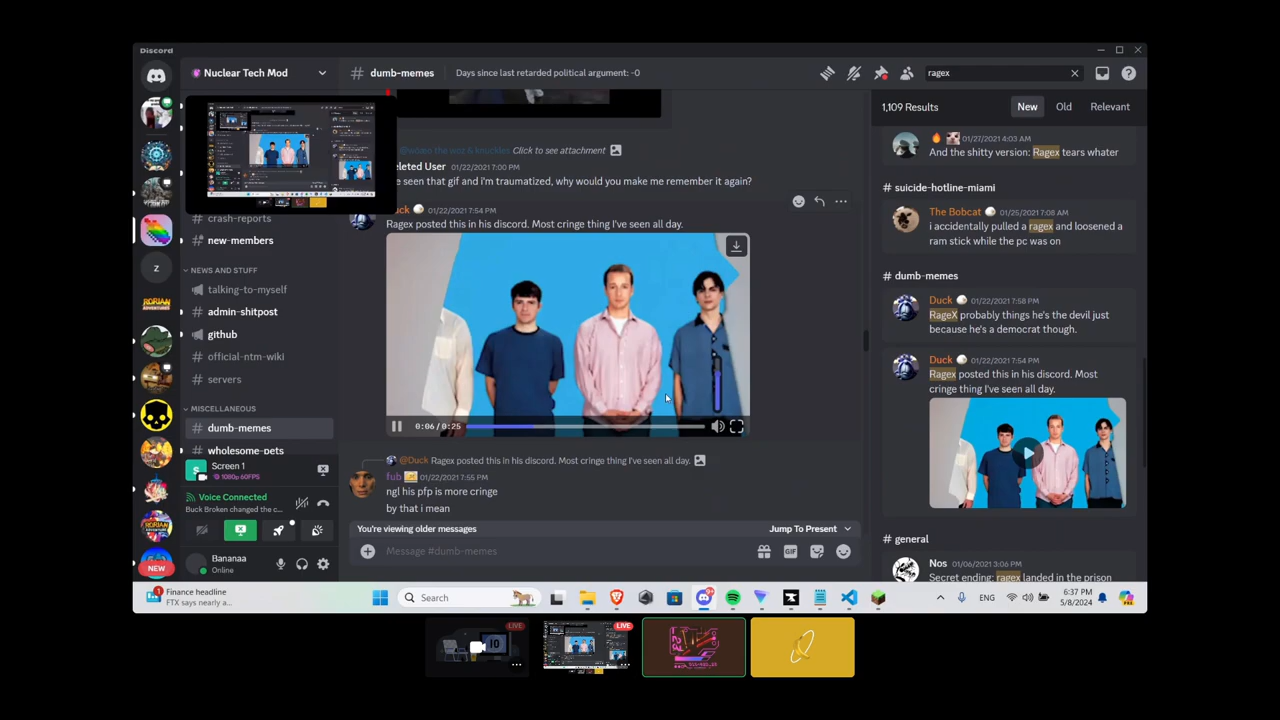 Discord
Nuclear Tech Mod
dumb-memes
Days since last retarded political argument: -0
ragex
crash-reports
new-members
NEWS AND STUFF
talking-to-myself
admin-shitpost
github
official-ntm-wiki
servers
MISCELLANEOUS
dumb-memes
wholesome-pets
Screen 1
1080p 60FPS
Voice Connected
Buck Broken changed the c...
Bananaa
Online
NEW
Click to see attachment
eleted User 01/22/2021 7:00 PM
e seen that gif and i'm traumatized, why would you make me remember it again?
uck 01/22/2021 7:54 PM
Ragex posted this in his discord. Most cringe thing I've seen all day.
0:06 / 0:25
@Duck Ragex posted this in his discord. Most cringe thing I've seen all day.
fub 01/22/2021 7:55 PM
ngl his pfp is more cringe
by that i mean
You're viewing older messages
Jump To Present
Message #dumb-memes
GIF
1,109 Results
New
Old
Relevant
01/27/2021 4:03 AM
And the shitty version: Ragex tears whater
suicide-hotline-miami
The Bobcat 01/25/2021 7:08 AM
i accidentally pulled a ragex and loosened a
ram stick while the pc was on
dumb-memes
Duck 01/22/2021 7:58 PM
RageX probably things he's the devil just
because he's a democrat though.
Duck 01/22/2021 7:54 PM
Ragex posted this in his discord. Most
cringe thing I've seen all day.
general
Nos 01/06/2021 3:06 PM
Secret ending: ragex landed in the prison
Finance headline
FTX says nearly a...
Search
ENG
6:37 PM
5/8/2024
LIVE
LIVE